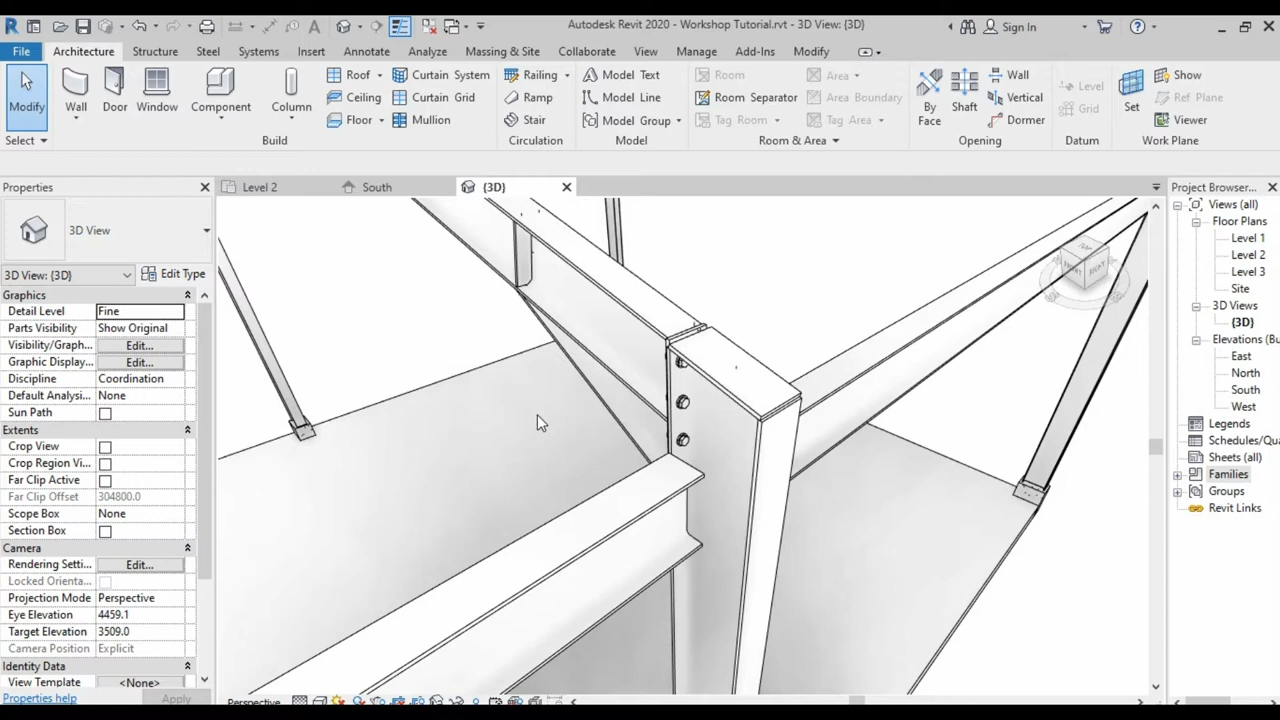 Autodesk Revit 2020 - Workshop Tutorial.rvt - 3D View: {3D}
Sign In
File Architecture Structure Steel Systems Insert Annotate Analyze Massing & Site Collaborate View Manage Add-Ins Modify
Modify
Wall
Door
Window
Component
Column
Roof
Ceiling
Floor
Curtain System
Curtain Grid
Mullion
Railing
Ramp
Stair
Model Text
Model Line
Model Group
Room
Room Separator
Tag Room
Area
Area Boundary
Tag Area
By
Face
Shaft
Wall
Vertical
Dormer
Level
Grid
Set
Show
Ref Plane
Viewer
Select
Build
Circulation
Model
Room & Area
Opening
Datum
Work Plane
Properties
3D View
3D View: {3D}
Edit Type
Graphics
Detail Level Fine
Parts Visibility Show Original
Visibility/Graph... Edit...
Graphic Display... Edit...
Discipline Coordination
Default Analysi... None
Sun Path
Extents
Crop View
Crop Region Vi...
Far Clip Active
Far Clip Offset 304800.0
Scope Box None
Section Box
Camera
Rendering Setti... Edit...
Locked Orienta...
Projection Mode Perspective
Eye Elevation 4459.1
Target Elevation 3509.0
Camera Position Explicit
Identity Data
View Template <None>
Properties help
Apply
Level 2
South
{3D}
FRONT
RIGHT
Perspective
Project Browser...
Views (all)
Floor Plans
Level 1
Level 2
Level 3
Site
3D Views
{3D}
Elevations (Bu
East
North
South
West
Legends
Schedules/Qua
Sheets (all)
Families
Groups
Revit Links